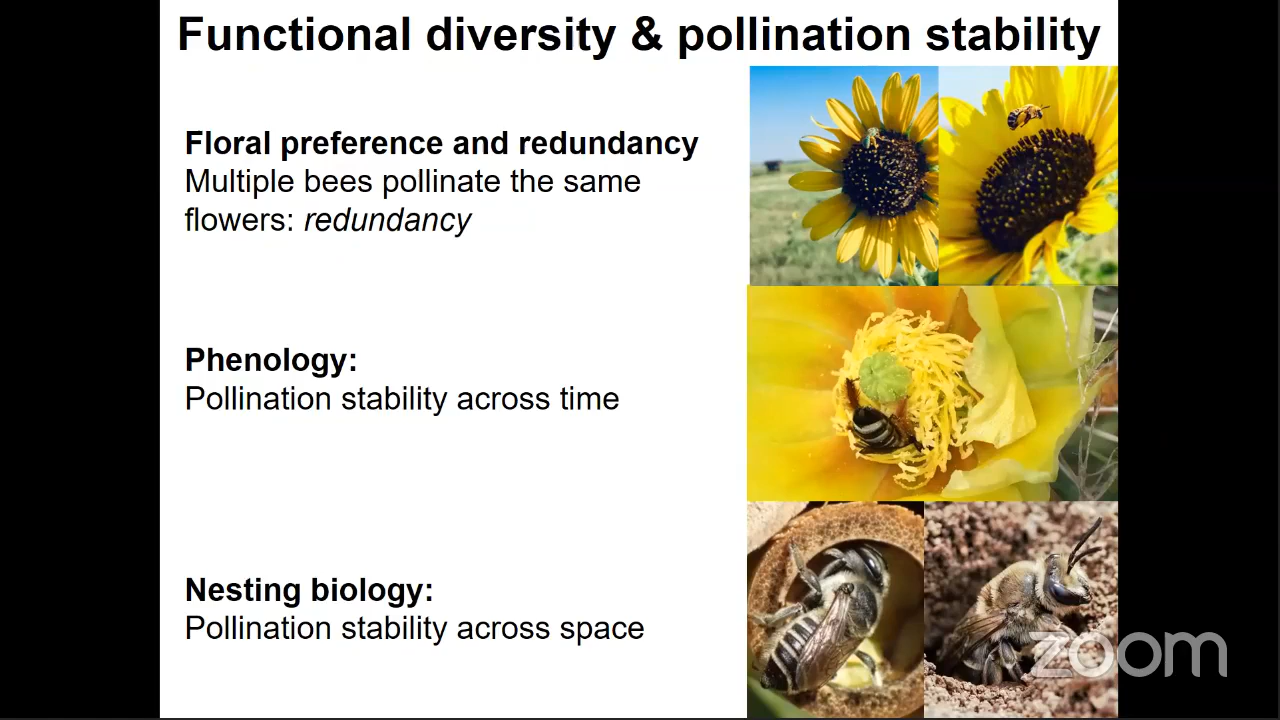 Functional diversity & pollination stability
Floral preference and redundancy
Multiple bees pollinate the same
flowers: redundancy
Phenology:
Pollination stability across time
Nesting biology:
Pollination stability across space
zoom